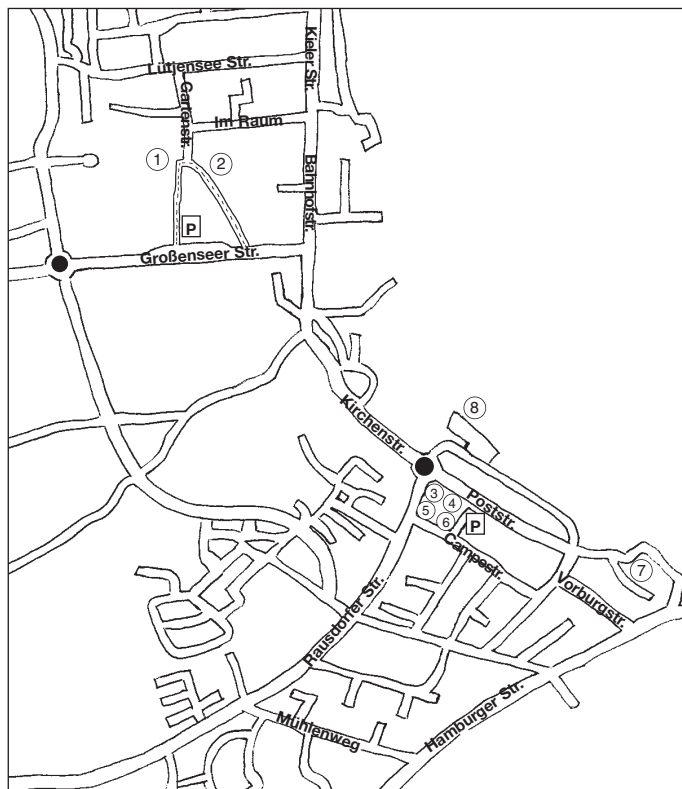 Kieler Str.
Lütjensee Str.
Gartenstr.
Im Raum
1
2
Bahnhofstr.
P
Großenseer Str.
Kirchenstr.
8
3
4
5
6
Poststr.
P
Campestr.
7
Vorburgstr.
Rausdorfer Str.
Hamburger Str.
Mühlenweg